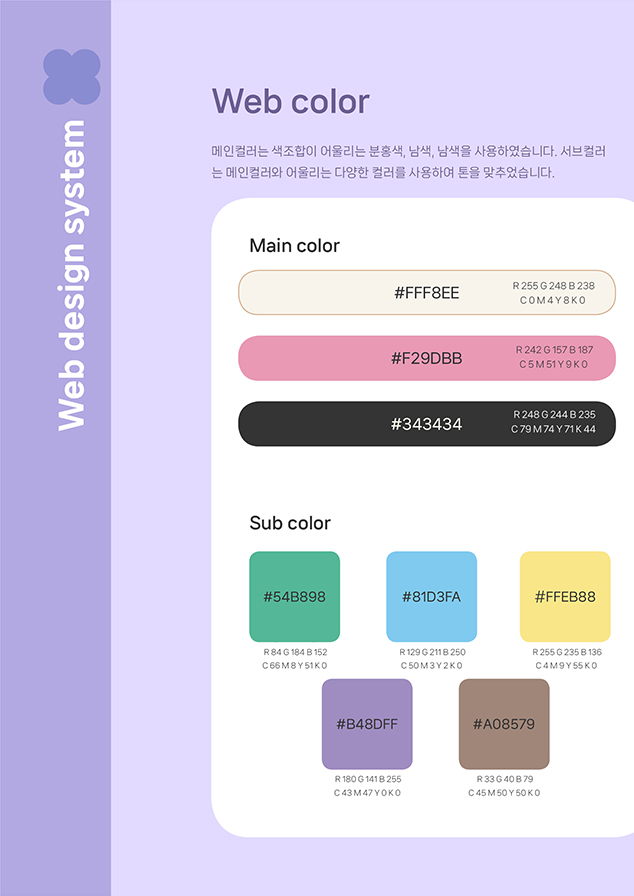 Web design system
Web color
메인컬러는 색조합이 어울리는 분홍색, 남색, 남색을 사용하였습니다. 서브컬러
는 메인컬러와 어울리는 다양한 컬러를 사용하여 톤을 맞추었습니다.
Main color
#FFF8EE
R 255 G 248 B 238
C 0 M 4 Y 8 K 0
#F29DBB
R 242 G 157 B 187
C 5 M 51 Y 9 K 0
#343434
R 248 G 244 B 235
C 79 M 74 Y 71 K 44
Sub color
#54B898
#81D3FA
#FFEB88
R 84 G 184 B 152
R 129 G 211 B 250
R 255 G 235 B 136
C 66 M 8 Y 51 K 0
C 50 M 3 Y 2 K 0
C 4 M 9 Y 55 K 0
#B48DFF
#A08579
R 180 G 141 B 255
R 33 G 40 B 79
C 43 M 47 Y 0 K 0
C 45 M 50 Y 50 K 0